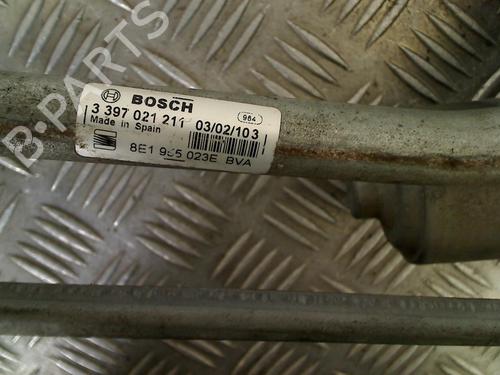 B-PARTS
BOSCH
984
3 397 021 211 03/02/103
Made in Spain
8E1 955 023E BVA